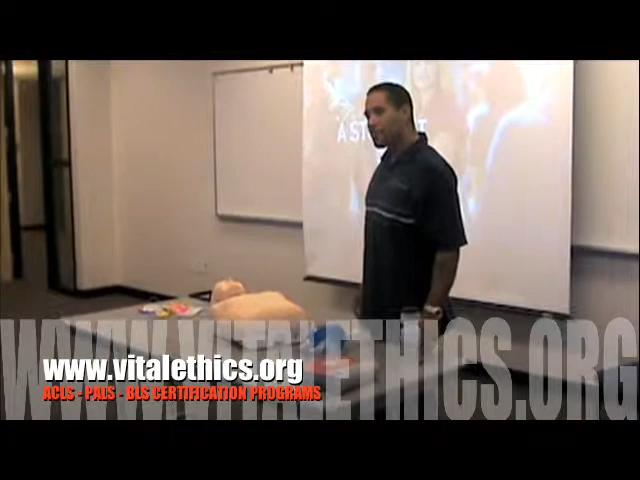 WWW.VITALETHICS.ORG
www.vitalethics.org
ACLS - PALS - BLS CERTIFICATION PROGRAMS